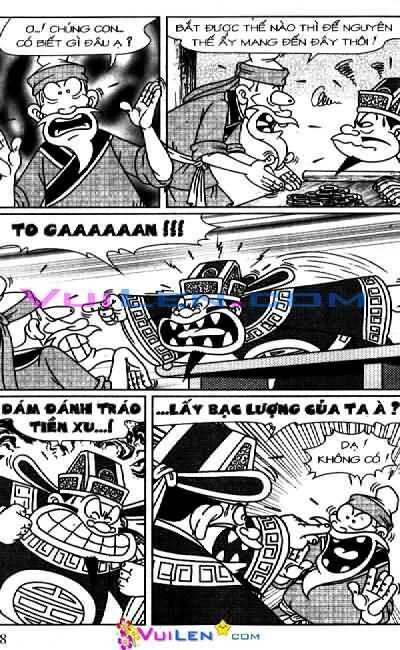 Ơ..! CHÚNG CON...
CÓ BIẾT GÌ ĐÂU Ạ?
BẮT ĐƯỢC THẾ NÀO THÌ ĐỂ NGUYÊN
THẾ ẤY MANG ĐẾN ĐÂY THÔI!
TO GAAAAAAN !!!
VUILEN.COM
DÁM ĐÁNH TRÁO
TIỀN XU...!
...LẤY BẠC LƯỢNG CỦA TA À?
DẠ!
KHÔNG CÓ!
8
VUILEN.COM